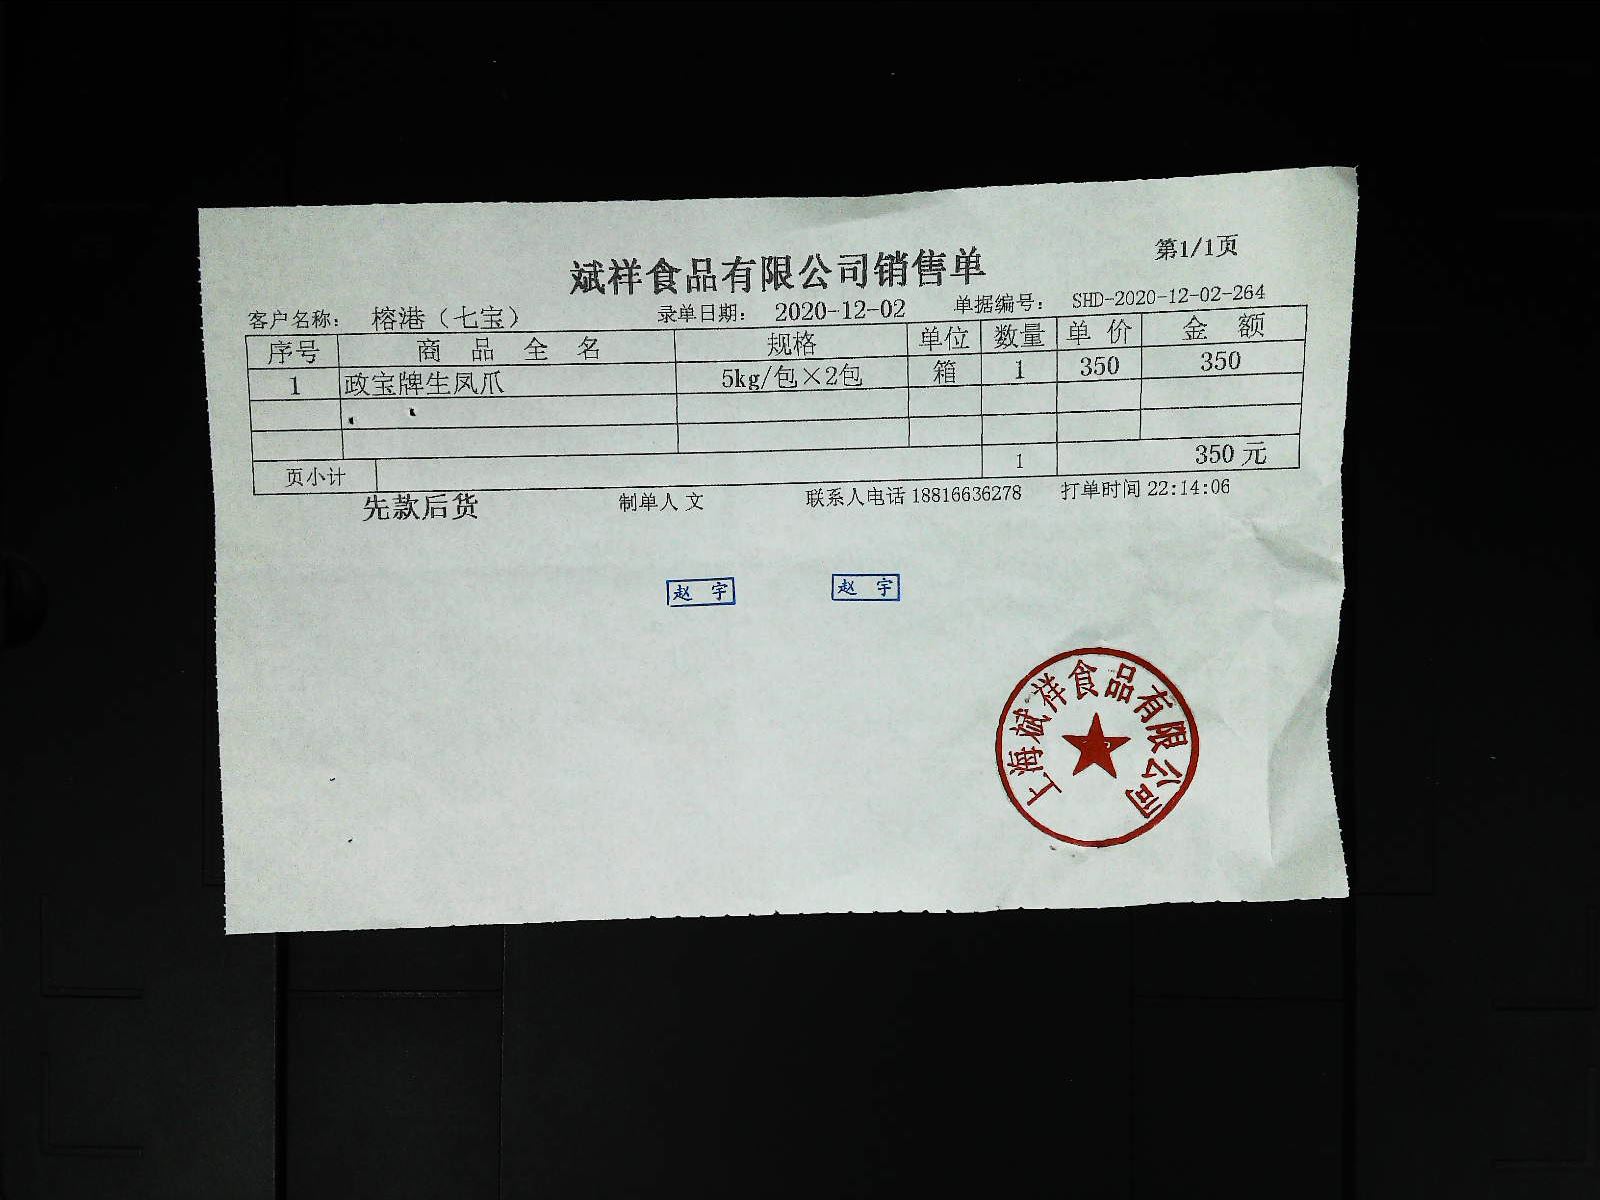 斌祥食品有限公司销售单
第1/1页
客户名称： 榕港（七宝） 录单日期： 2020-12-02 单据编号： SHD-2020-12-02-264
序号 商品全名 规格 单位 数量 单价 金额
1 政宝牌生凤爪 5kg/包×2包 箱 1 350 350
页小计 1 350元
先款后货 制单人 文 联系人电话 18816636278 打单时间 22:14:06
赵宇 赵宇
上海斌祥食品有限公司